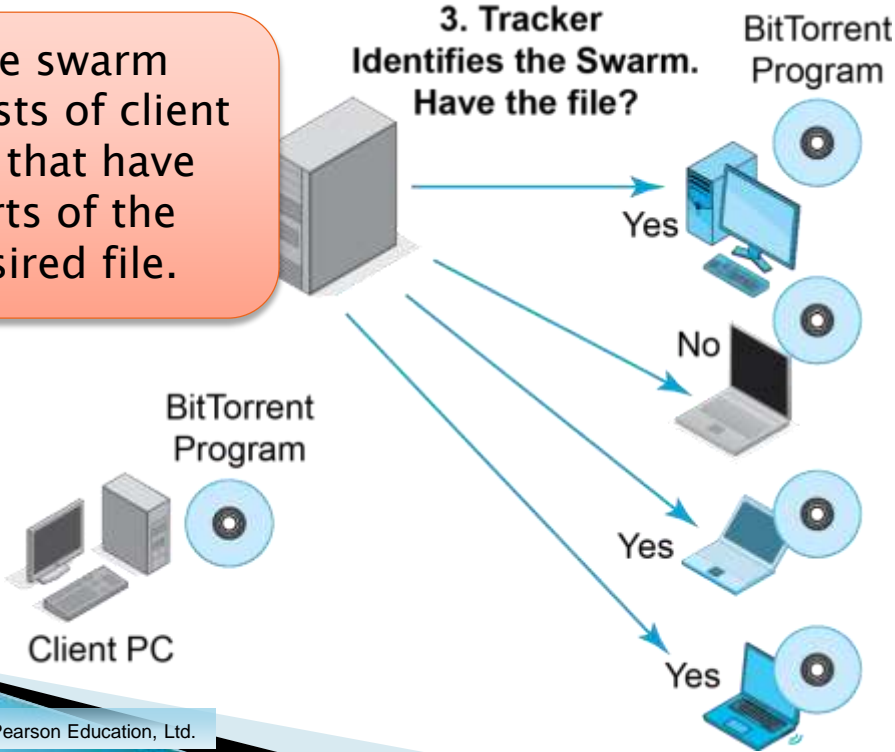 e swarm
sts of client
that have
rts of the
sired file.
3. Tracker
Identifies the Swarm.
Have the file?
BitTorrent
Program
Yes
No
Yes
Yes
BitTorrent
Program
Client PC
Pearson Education, Ltd.